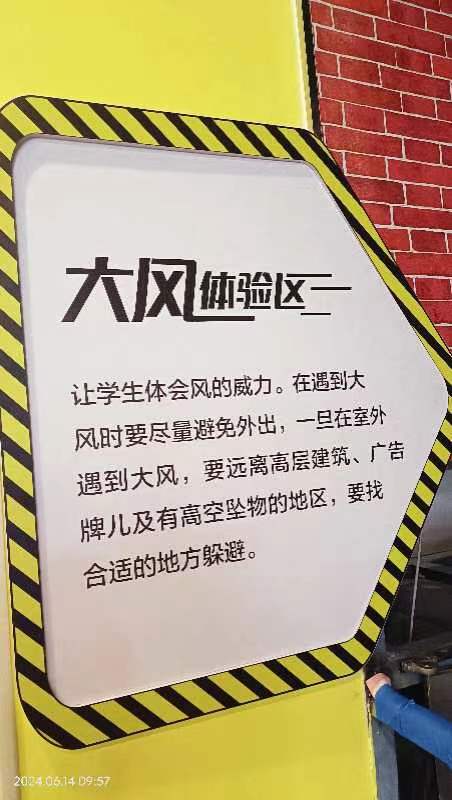 大风体验区
让学生体会风的威力。在遇到大
风时要尽量避免外出，一旦在室外
遇到大风，要远离高层建筑、广告
牌儿及有高空坠物的地区，要找
合适的地方躲避。
2024.06.14 09:57